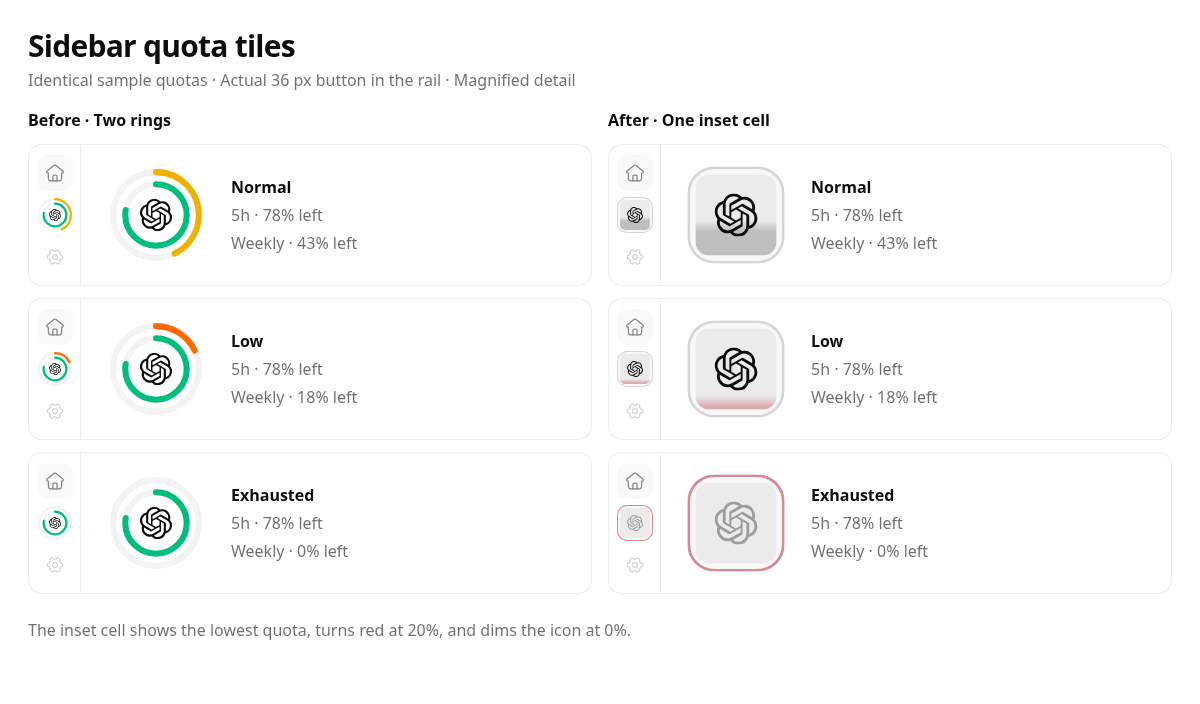 Sidebar quota tiles
Identical sample quotas · Actual 36 px button in the rail · Magnified detail
Before · Two rings
Normal
5h · 78% left
Weekly · 43% left
Low
5h · 78% left
Weekly · 18% left
Exhausted
5h · 78% left
Weekly · 0% left
After · One inset cell
Normal
5h · 78% left
Weekly · 43% left
Low
5h · 78% left
Weekly · 18% left
Exhausted
5h · 78% left
Weekly · 0% left
The inset cell shows the lowest quota, turns red at 20%, and dims the icon at 0%.